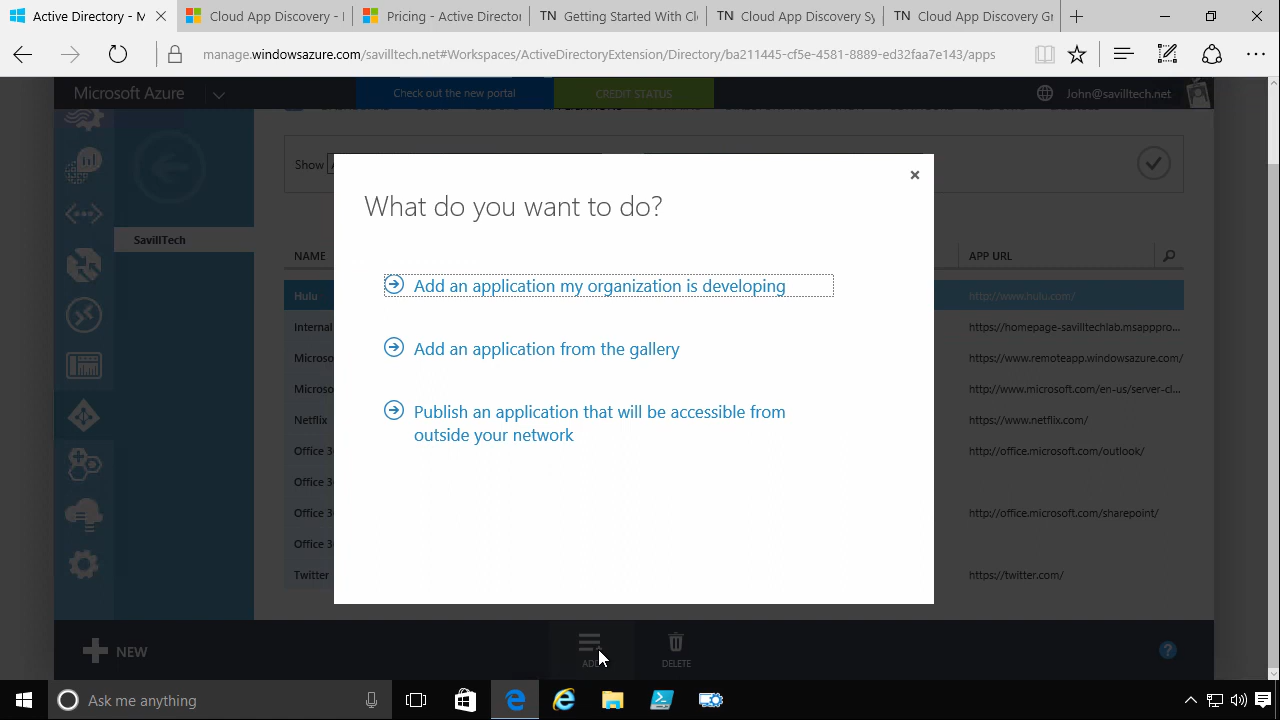 Active Directory - M
Cloud App Discovery - 
Pricing - Active Director
TN Getting Started With Cl
TN Cloud App Discovery Sy
TN Cloud App Discovery Gr
manage.windowsazure.com/savilltech.net#Workspaces/ActiveDirectoryExtension/Directory/ba211445-cf5e-4581-8889-ed32faa7e143/apps
Microsoft Azure
Check out the new portal
CREDIT STATUS
John@savilltech.net
Show
What do you want to do?
SavillTech
NAME
APP URL
Add an application my organization is developing
Hulu
http://www.hulu.com/
Internal
https://homepage-savilltechlab.msapppro...
Add an application from the gallery
Microso
https://www.remoteapp.windowsazure.com/
Microso
http://www.microsoft.com/en-us/server-cl...
Publish an application that will be accessible from
outside your network
Netflix
https://www.netflix.com/
Office 3
http://office.microsoft.com/outlook/
Office 3
Office 3
http://office.microsoft.com/sharepoint/
Office 3
Twitter
https://twitter.com/
NEW
ADD
DELETE
?
Ask me anything